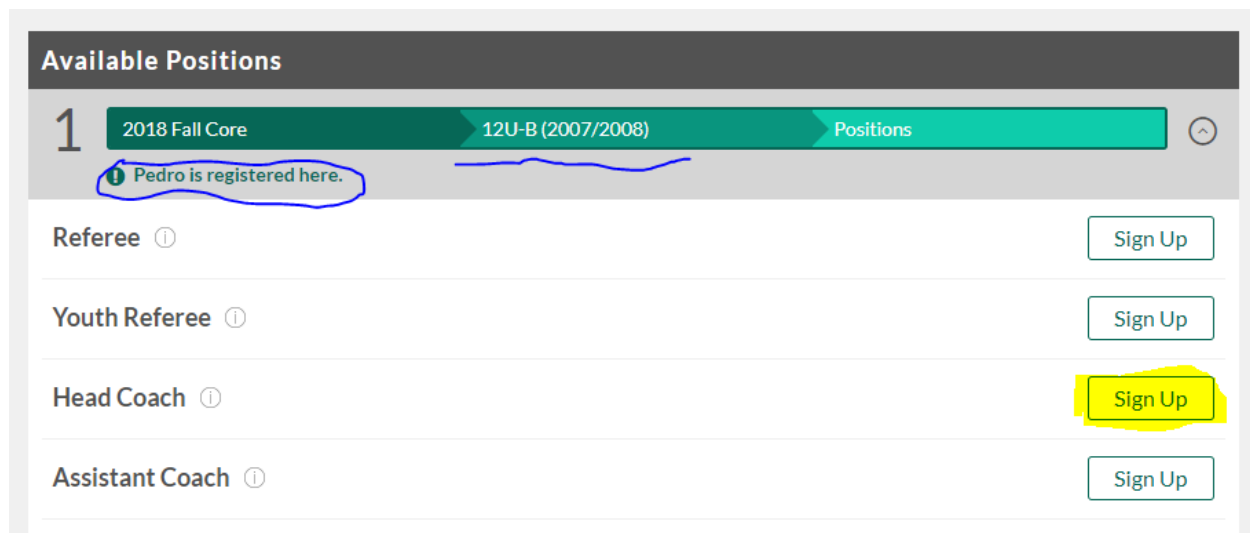 Available Positions
1 2018 Fall Core 12U-B (2007/2008) Positions
Pedro is registered here.
Referee Sign Up
Youth Referee Sign Up
Head Coach Sign Up
Assistant Coach Sign Up